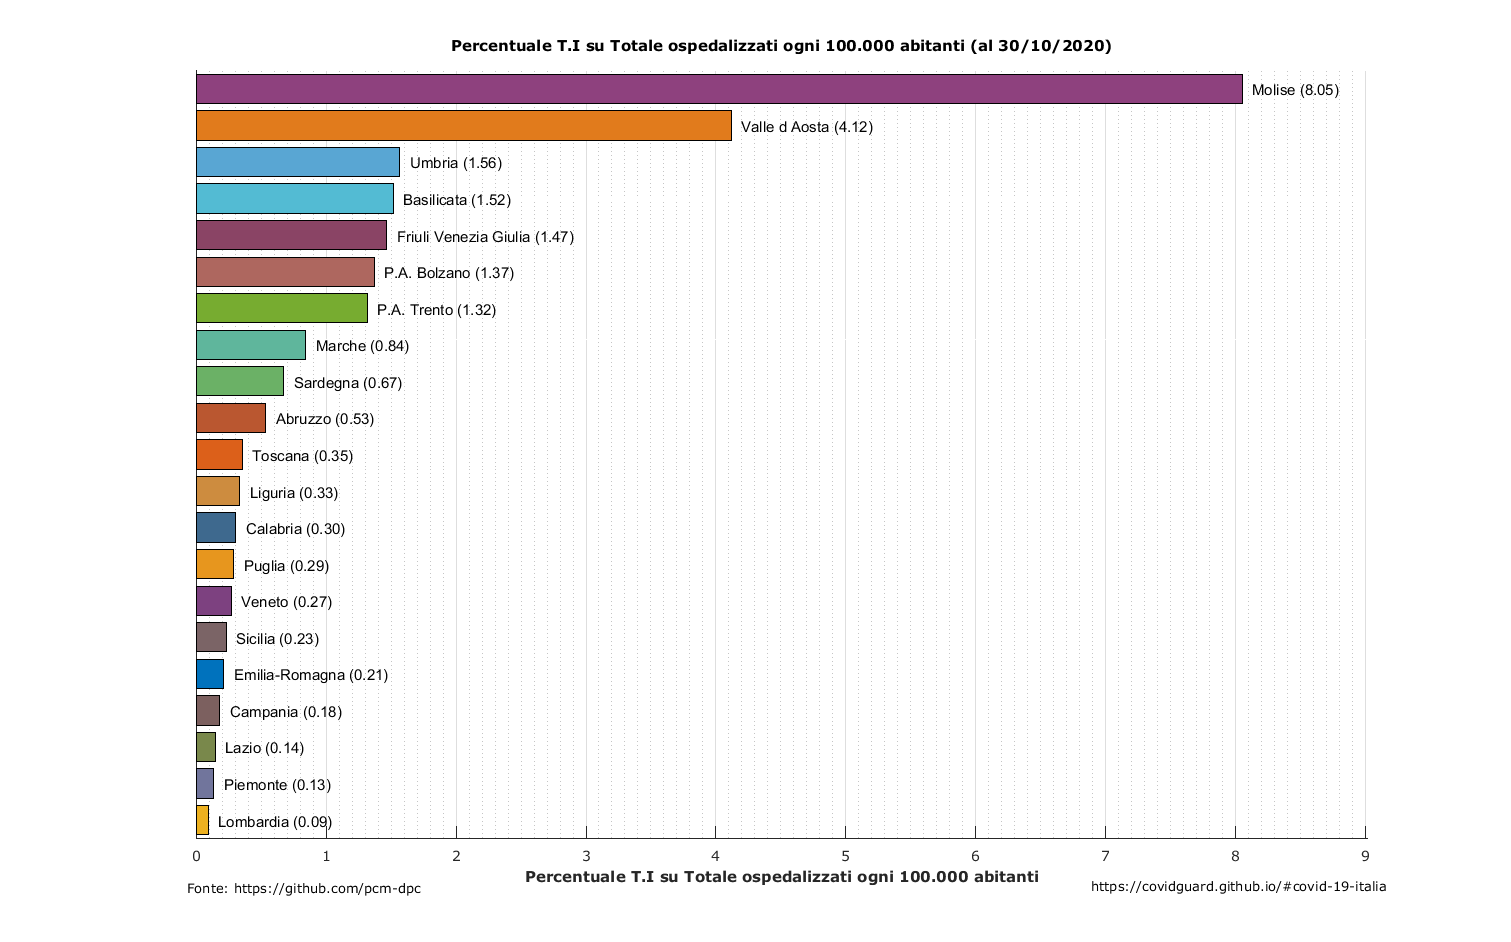 Percentuale T.I su Totale ospedalizzati ogni 100.000 abitanti (al 30/10/2020)
Molise (8.05)
Valle d Aosta (4.12)
Umbria (1.56)
Basilicata (1.52)
Friuli Venezia Giulia (1.47)
P.A. Bolzano (1.37)
P.A. Trento (1.32)
Marche (0.84)
Sardegna (0.67)
Abruzzo (0.53)
Toscana (0.35)
Liguria (0.33)
Calabria (0.30)
Puglia (0.29)
Veneto (0.27)
Sicilia (0.23)
Emilia-Romagna (0.21)
Campania (0.18)
Lazio (0.14)
Piemonte (0.13)
Lombardia (0.09)
0 1 2 3 4 5 6 7 8 9
Percentuale T.I su Totale ospedalizzati ogni 100.000 abitanti
Fonte: https://github.com/pcm-dpc
https://covidguard.github.io/#covid-19-italia